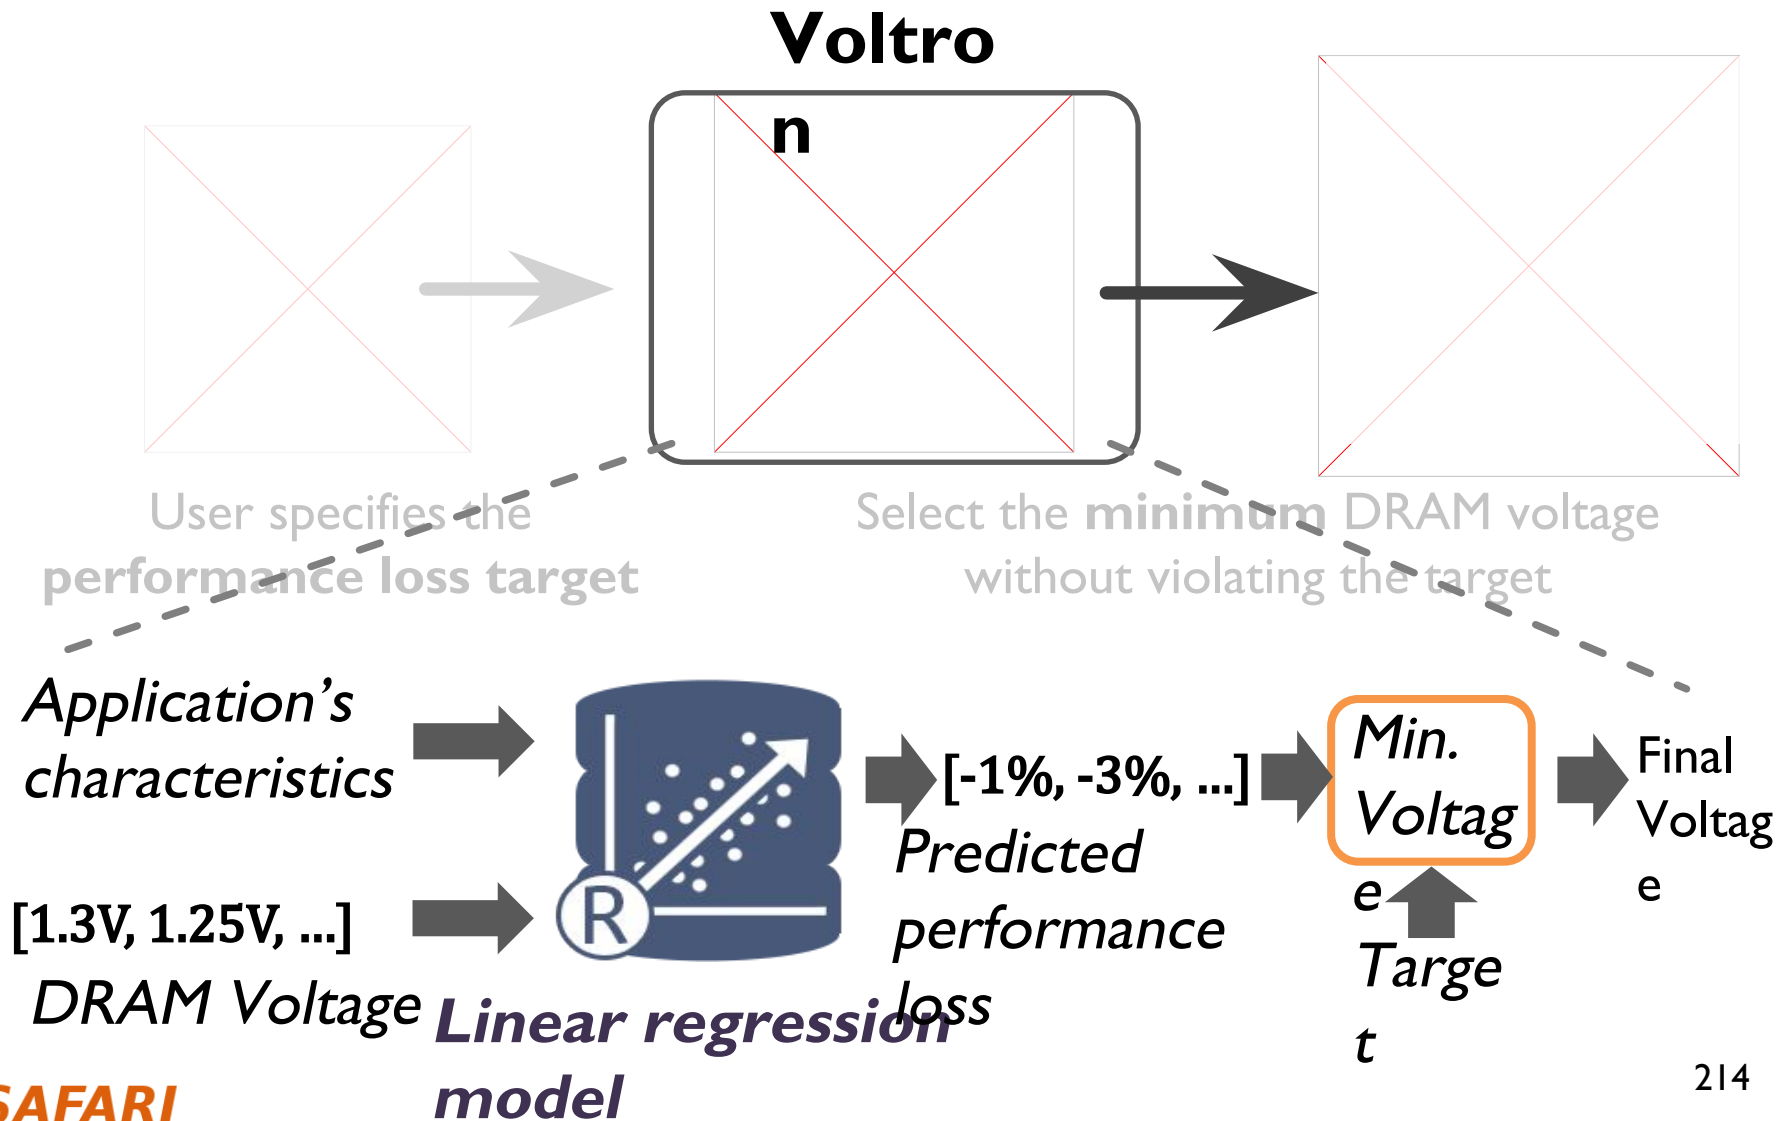 Voltro
n
User specifies the
performance loss target
Select the minimum DRAM voltage
without violating the target
Application’s
characteristics
[1.3V, 1.25V, ...]
DRAM Voltage
R
Linear regression
model
[-1%, -3%, ...]
Predicted
performance
loss
Min.
Voltag
e
Targe
t
Final
Voltag
e
SAFARI
214